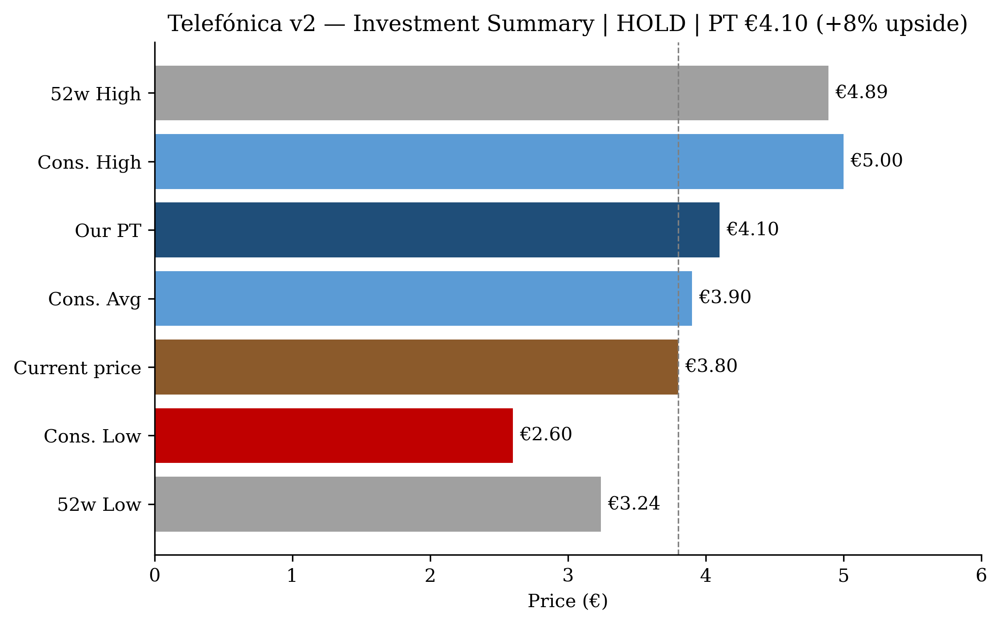 Telefónica v2 — Investment Summary | HOLD | PT €4.10 (+8% upside)
52w High €4.89
Cons. High €5.00
Our PT €4.10
Cons. Avg €3.90
Current price €3.80
Cons. Low €2.60
52w Low €3.24
0 1 2 3 4 5 6
Price (€)